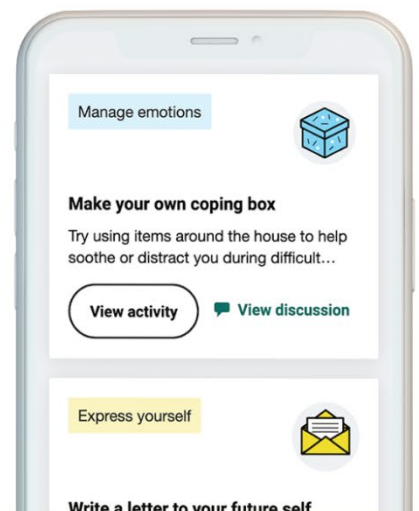 Manage emotions
Make your own coping box
Try using items around the house to help
soothe or distract you during difficult...
View activity
View discussion
Express yourself
Write a letter to your future self